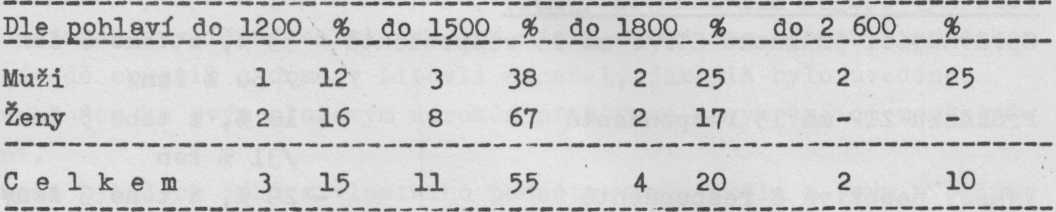 Dle pohlaví do 1200 % do 1500 % do 1800 % do 2 600 %
Muži 1 12 3 38 2 25 2 25
Ženy 2 16 8 67 2 17 - -
C e l k e m 3 15 11 55 4 20 2 10